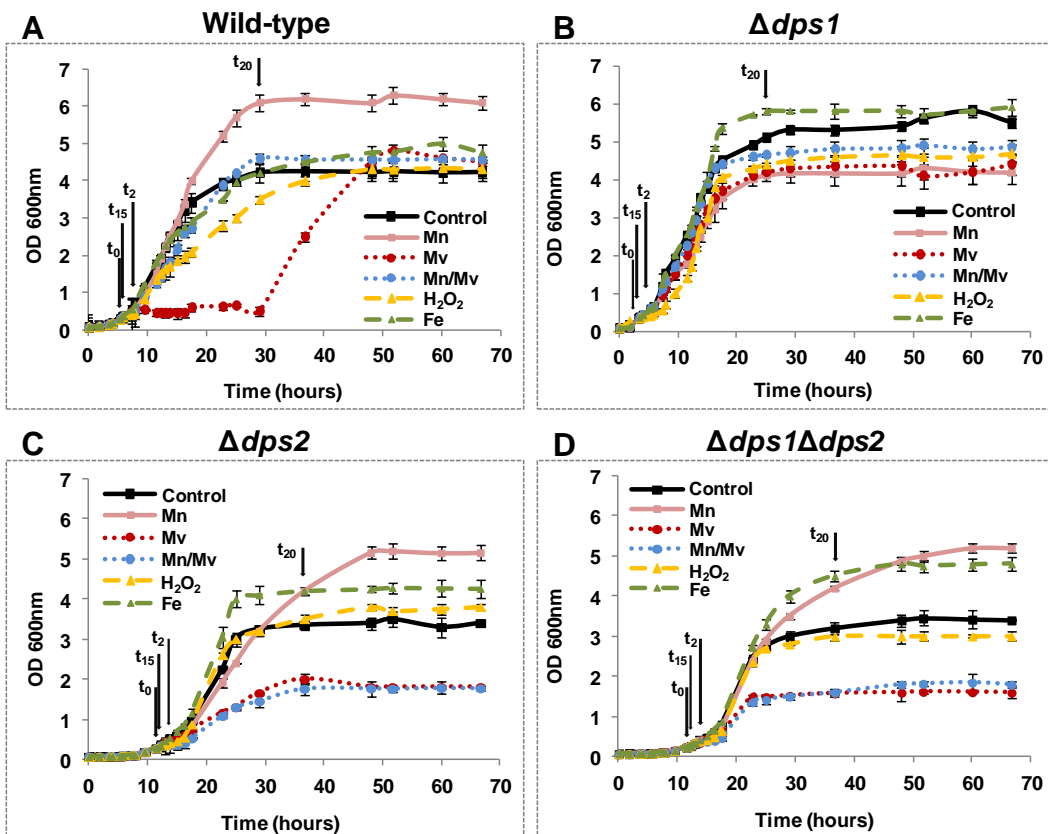 A Wild-type
7
6
5
4
3
2
1
0
OD 600nm
t20
t2
t15
t0
Control
Mn
Mv
Mn/Mv
H₂O₂
Fe
0 10 20 30 40 50 60 70
Time (hours)
B Δdps1
7
6
5
4
3
2
1
0
OD 600nm
t20
t2
t15
t0
Control
Mn
Mv
Mn/Mv
H₂O₂
Fe
0 10 20 30 40 50 60 70
Time (hours)
C Δdps2
7
6
5
4
3
2
1
0
OD 600nm
Control
Mn
Mv
Mn/Mv
H₂O₂
Fe
t20
t2
t15
t0
0 10 20 30 40 50 60 70
Time (hours)
D Δdps1Δdps2
7
6
5
4
3
2
1
0
OD 600nm
Control
Mn
Mv
Mn/Mv
H₂O₂
Fe
t20
t2
t15
t0
0 10 20 30 40 50 60 70
Time (hours)